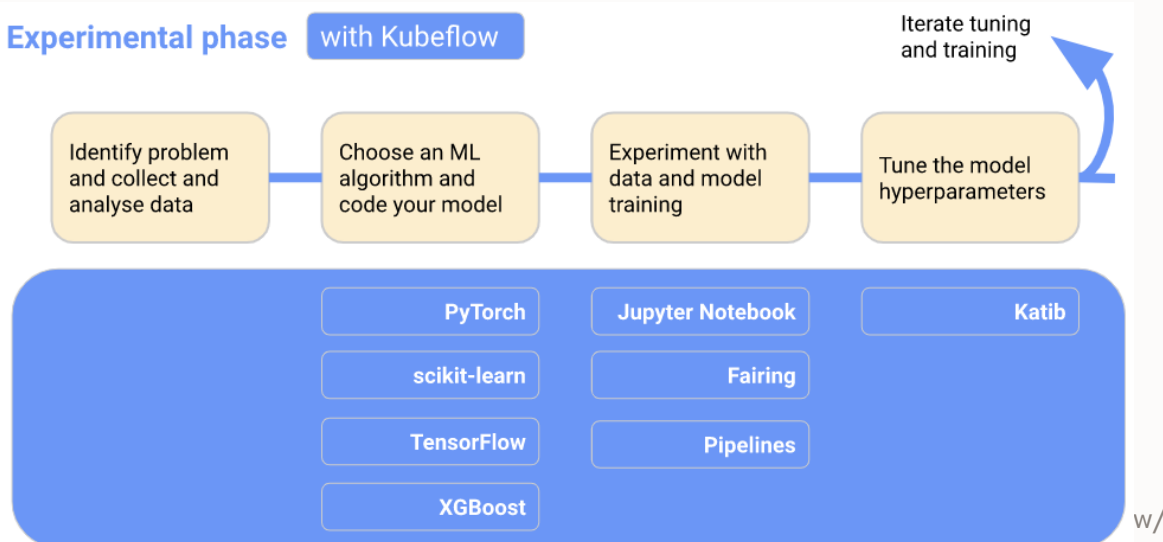 Experimental phase with Kubeflow
Iterate tuning
and training
Identify problem
and collect and
analyse data
Choose an ML
algorithm and
code your model
Experiment with
data and model
training
Tune the model
hyperparameters
PyTorch
scikit-learn
TensorFlow
XGBoost
Jupyter Notebook
Fairing
Pipelines
Katib
w/